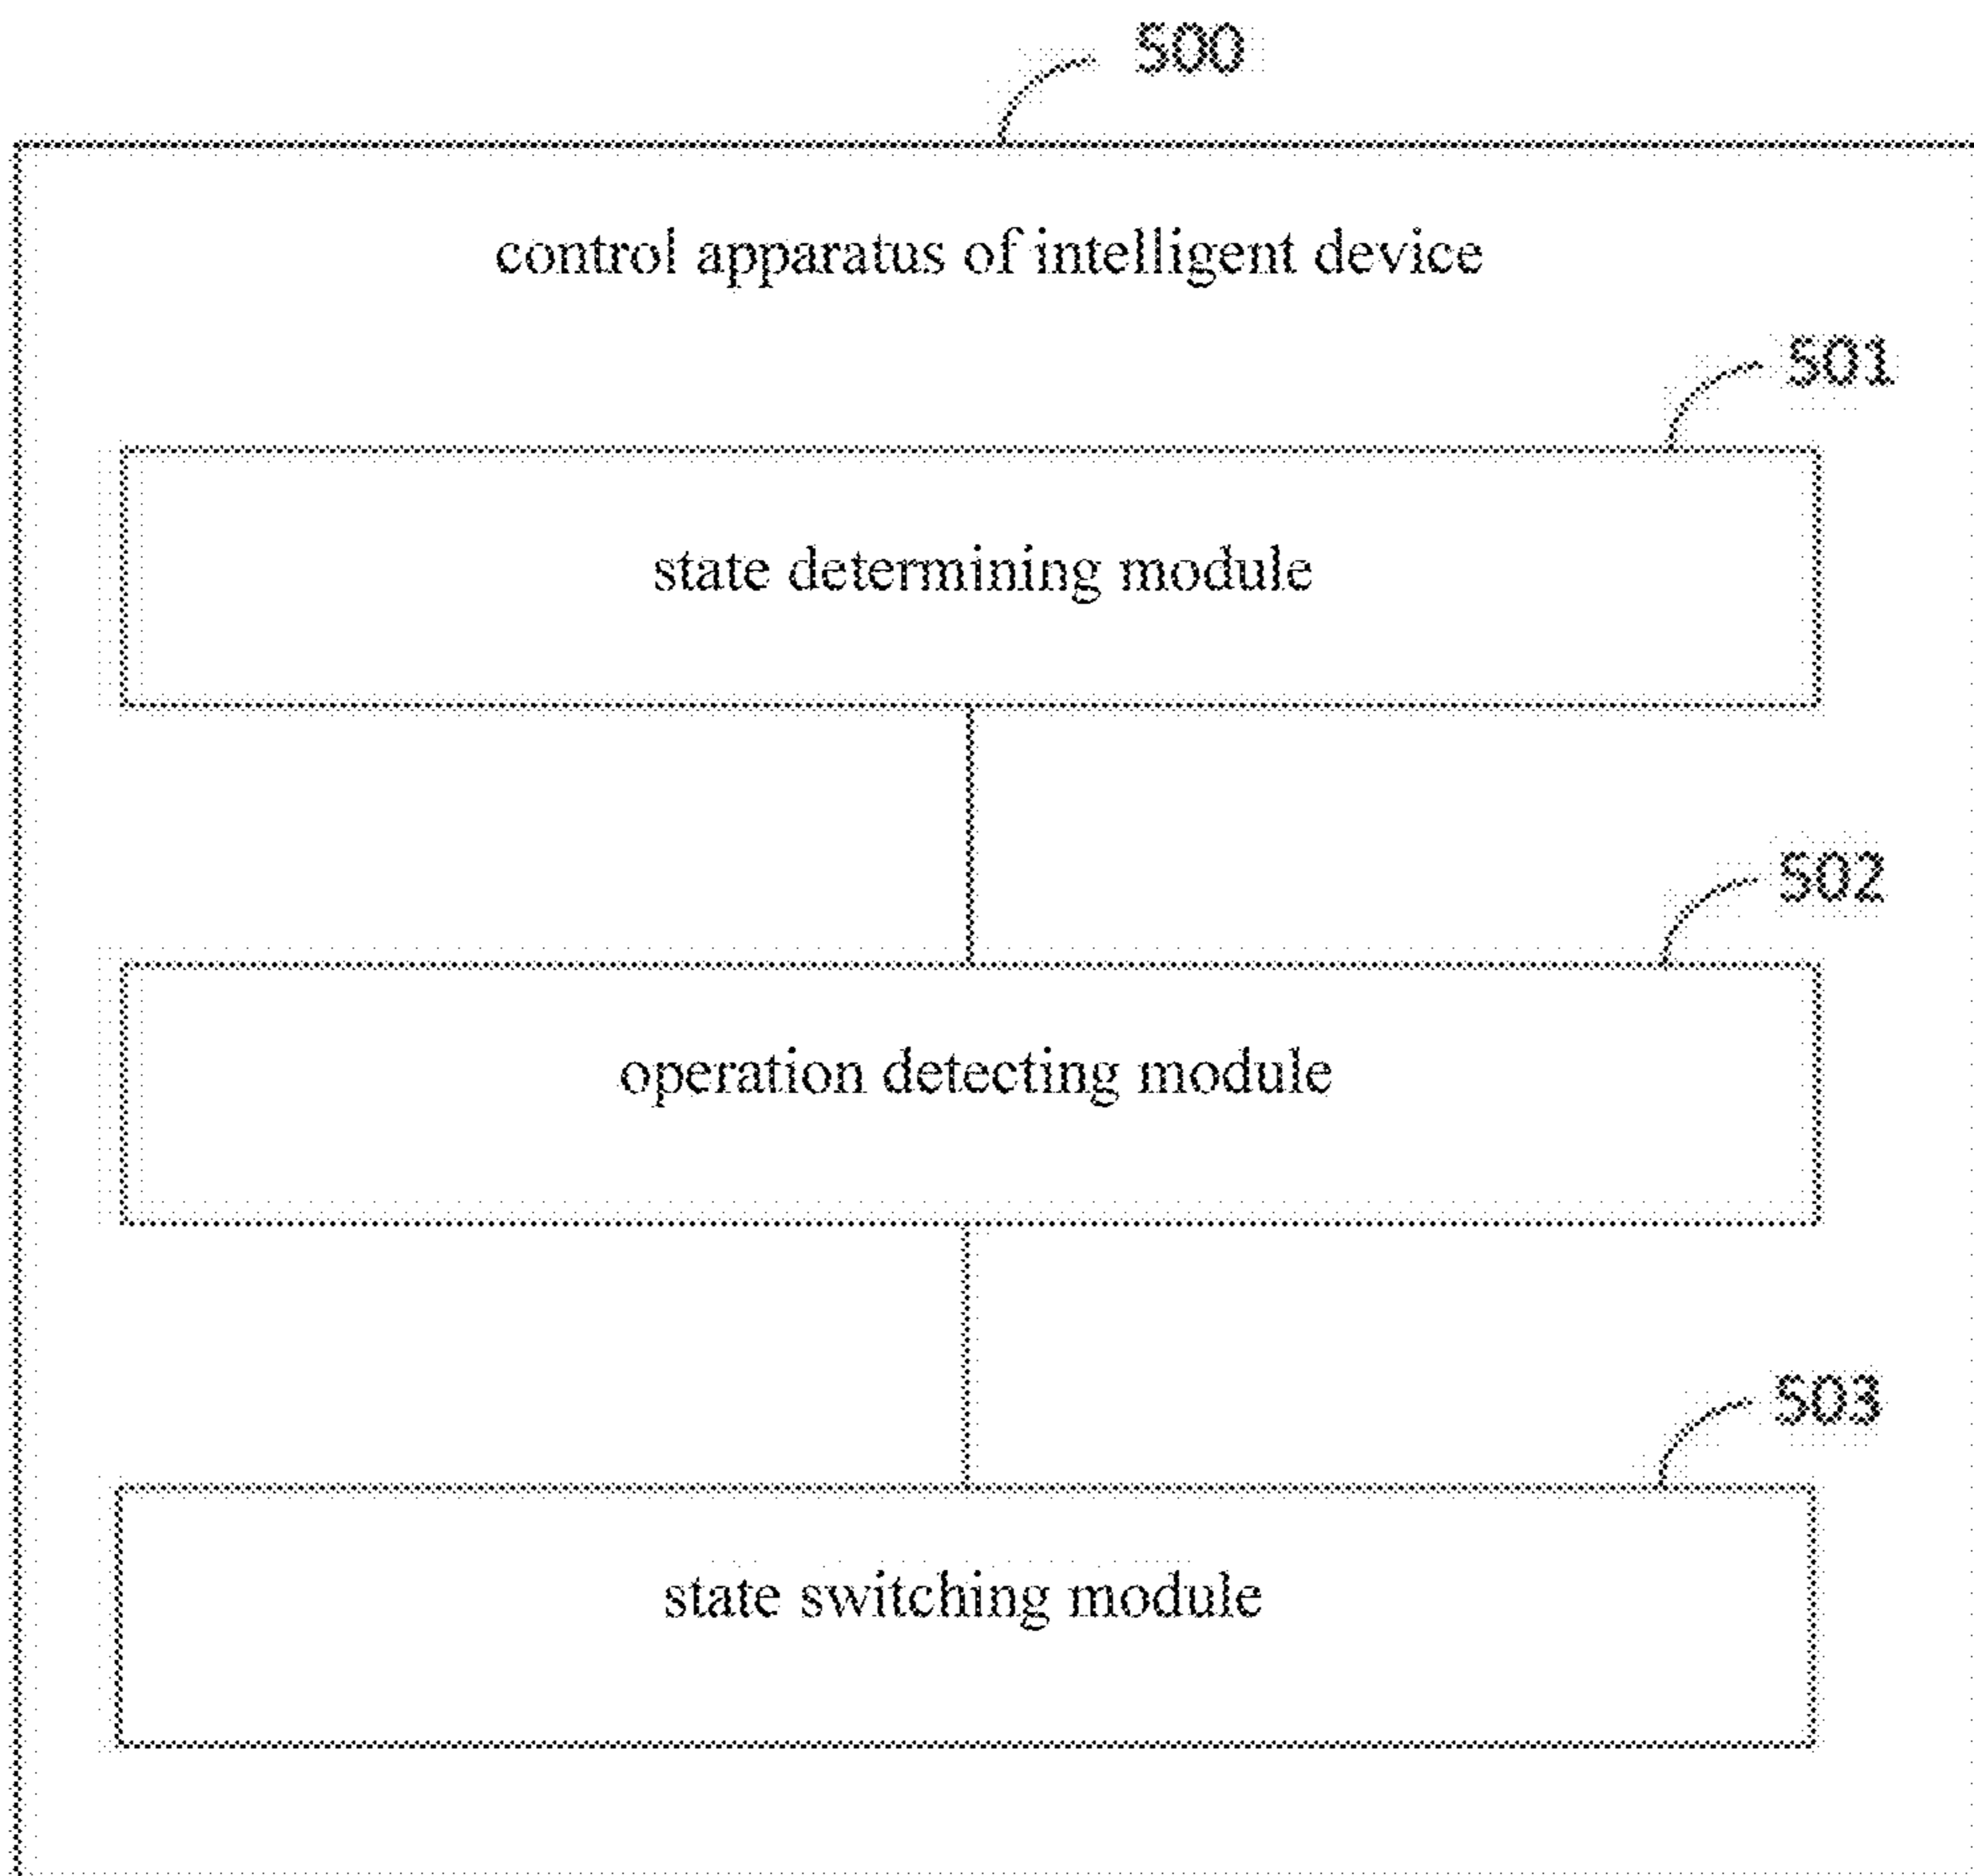 500
control apparatus of intelligent device
501
state determining module
502
operation detecting module
503
state switching module